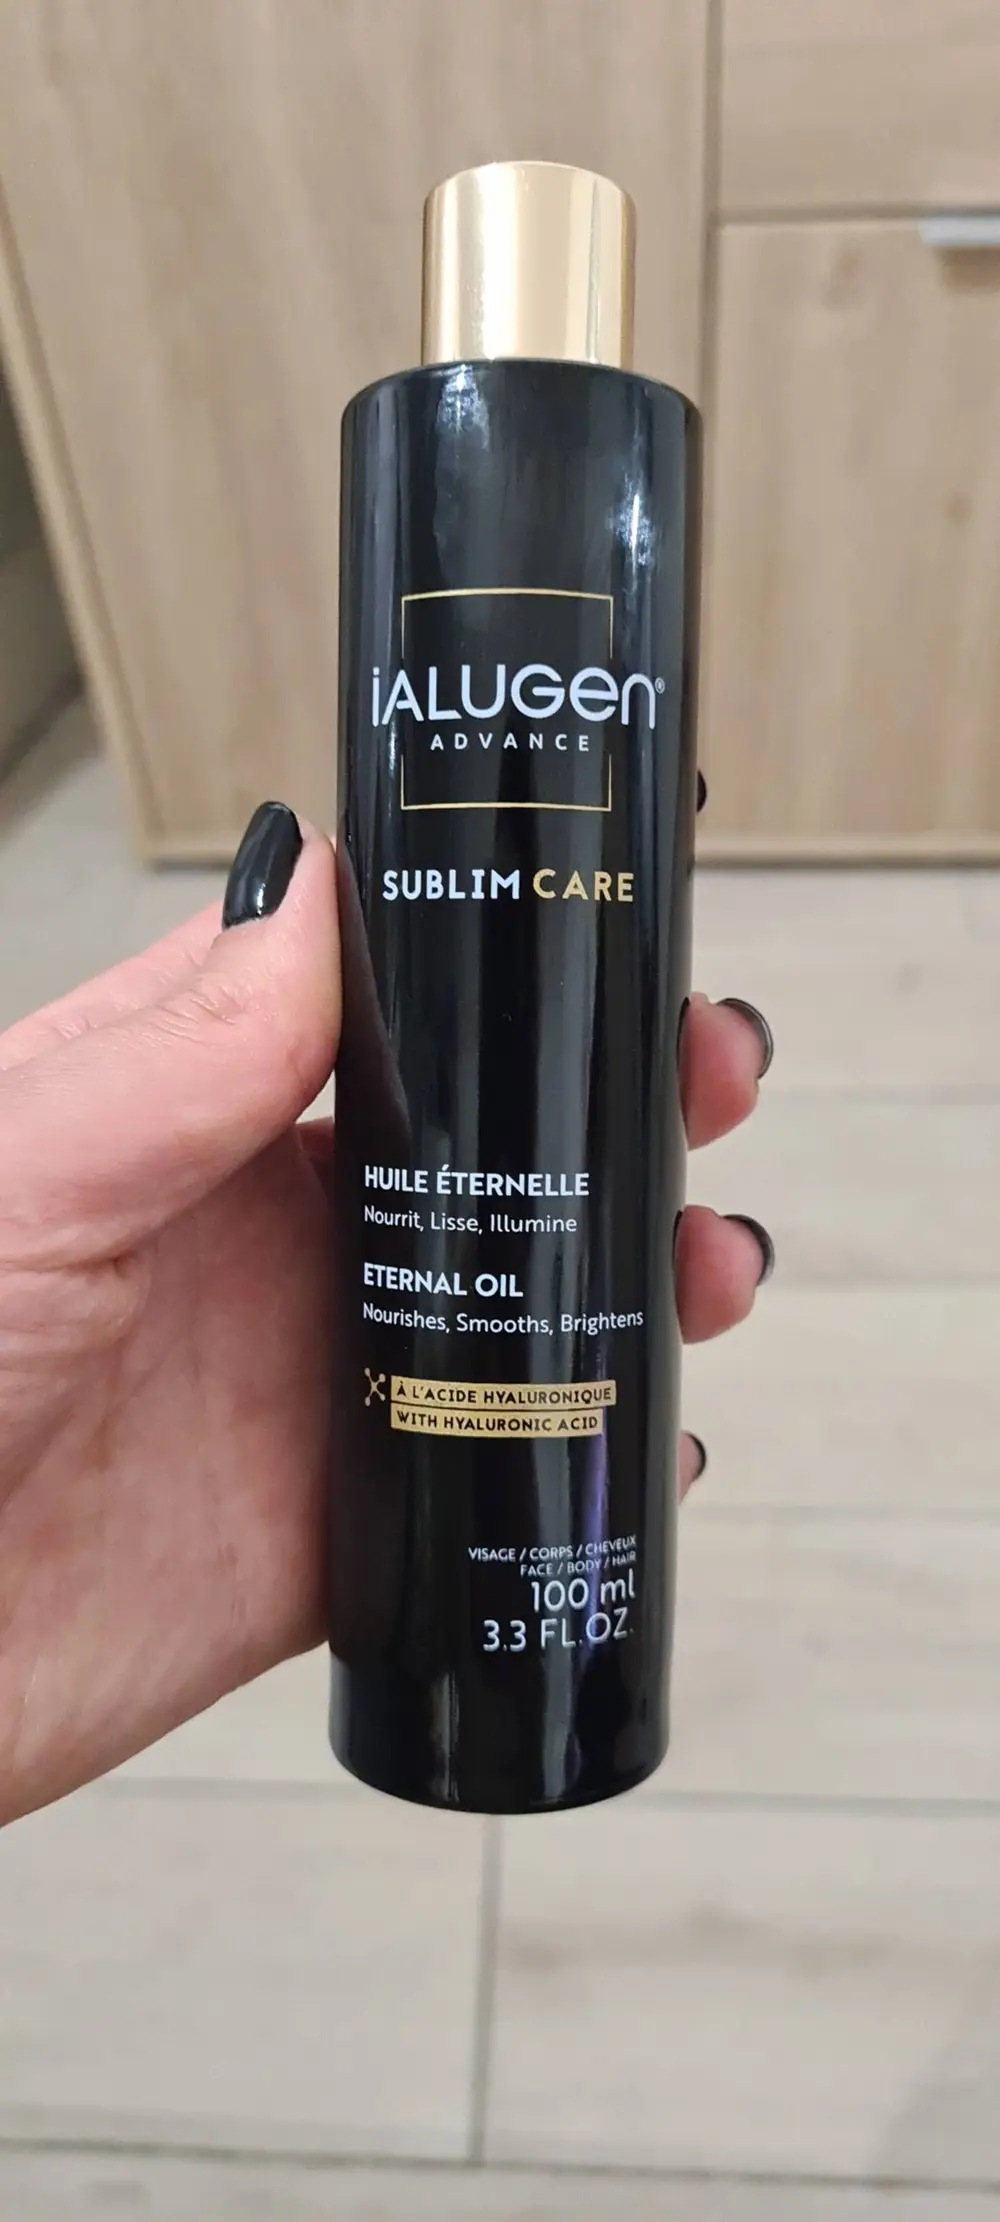 iALUGen®
ADVANCE
SUBLIM CARE
HUILE ÉTERNELLE
Nourrit, Lisse, Illumine
ETERNAL OIL
Nourishes, Smooths, Brightens
À L'ACIDE HYALURONIQUE
WITH HYALURONIC ACID
VISAGE / CORPS / CHEVEUX
FACE / BODY / HAIR
100 ml
3.3 FL.OZ.